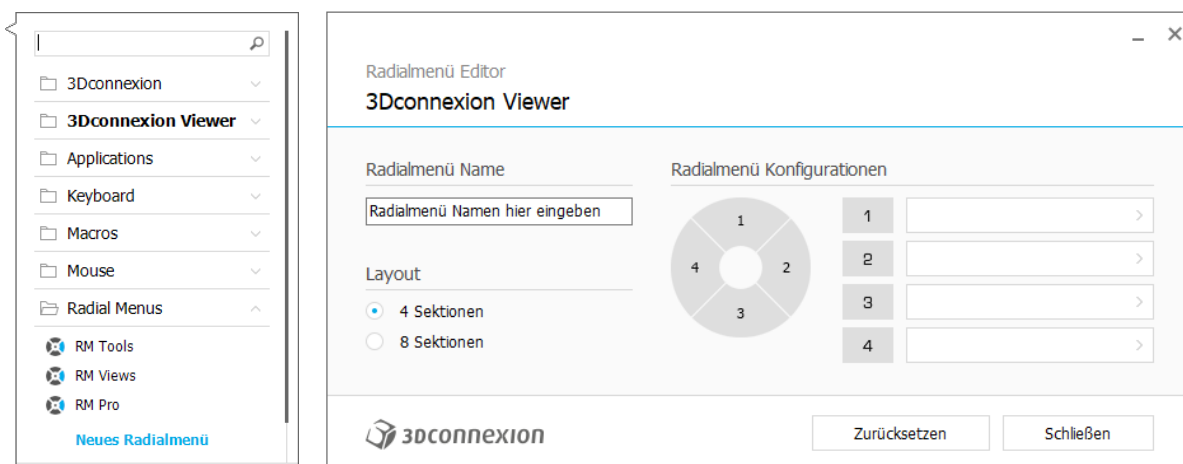 3Dconnexion
3Dconnexion Viewer
Applications
Keyboard
Macros
Mouse
Radial Menus
RM Tools
RM Views
RM Pro
Neues Radialmenü
Radialmenü Editor
3Dconnexion Viewer
Radialmenü Name
Radialmenü Namen hier eingeben
Layout
4 Sektionen
8 Sektionen
Radialmenü Konfigurationen
1
4 2
3
1
2
3
4
3Dconnexion
Zurücksetzen Schließen